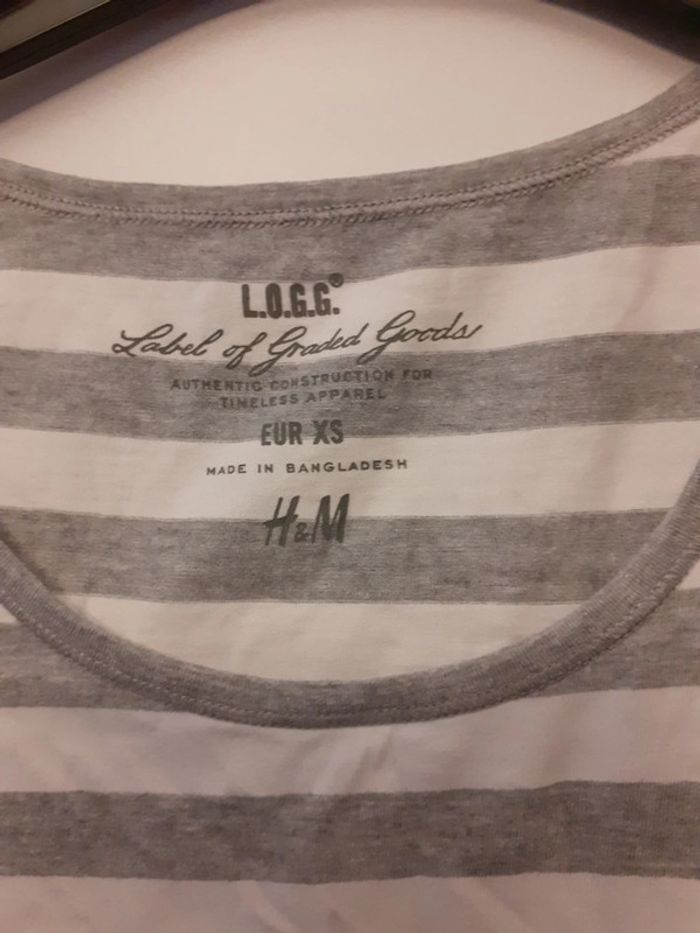 L.O.G.G.®
Label of Graded Goods
AUTHENTIC CONSTRUCTION FOR
TIMELESS APPAREL
EUR XS
MADE IN BANGLADESH
H&M